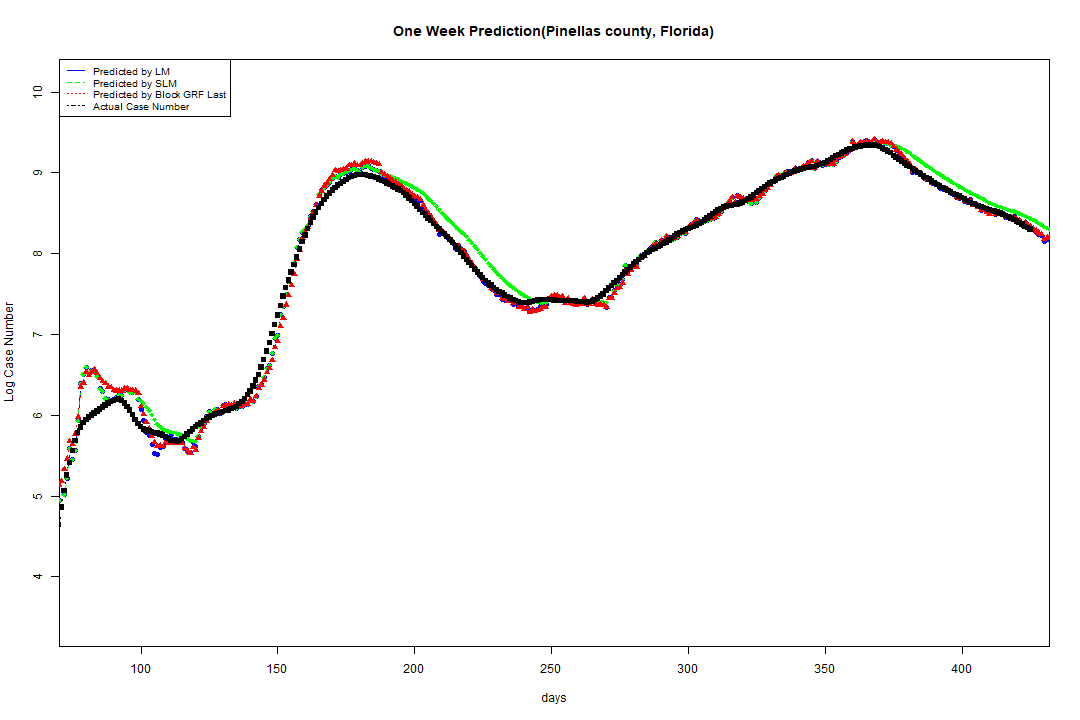 One Week Prediction(Pinellas county, Florida)
Predicted by LM
Predicted by SLM
Predicted by Block GRF Last
Actual Case Number
10
9
8
7
6
5
4
Log Case Number
100 150 200 250 300 350 400
days